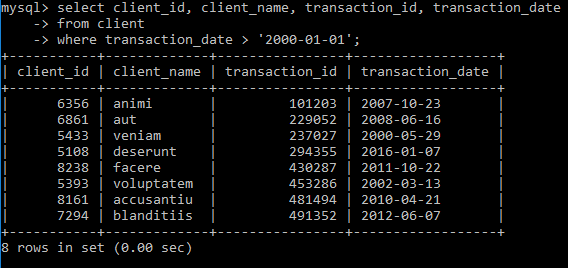 mysql> select client_id, client_name, transaction_id, transaction_date
    -> from client
    -> where transaction_date > '2000-01-01';
+-----------+-------------+----------------+------------------+
| client_id | client_name | transaction_id | transaction_date |
+-----------+-------------+----------------+------------------+
|      6356 | animi       |         101203 | 2007-10-23       |
|      6861 | aut         |         229052 | 2008-06-16       |
|      5433 | veniam      |         237027 | 2000-05-29       |
|      5108 | deserunt    |         294355 | 2016-01-07       |
|      8238 | facere      |         430287 | 2011-10-22       |
|      5393 | voluptatem  |         453286 | 2002-03-13       |
|      8161 | accusantiu  |         481494 | 2010-04-21       |
|      7294 | blanditiis  |         491352 | 2012-06-07       |
+-----------+-------------+----------------+------------------+
8 rows in set (0.00 sec)